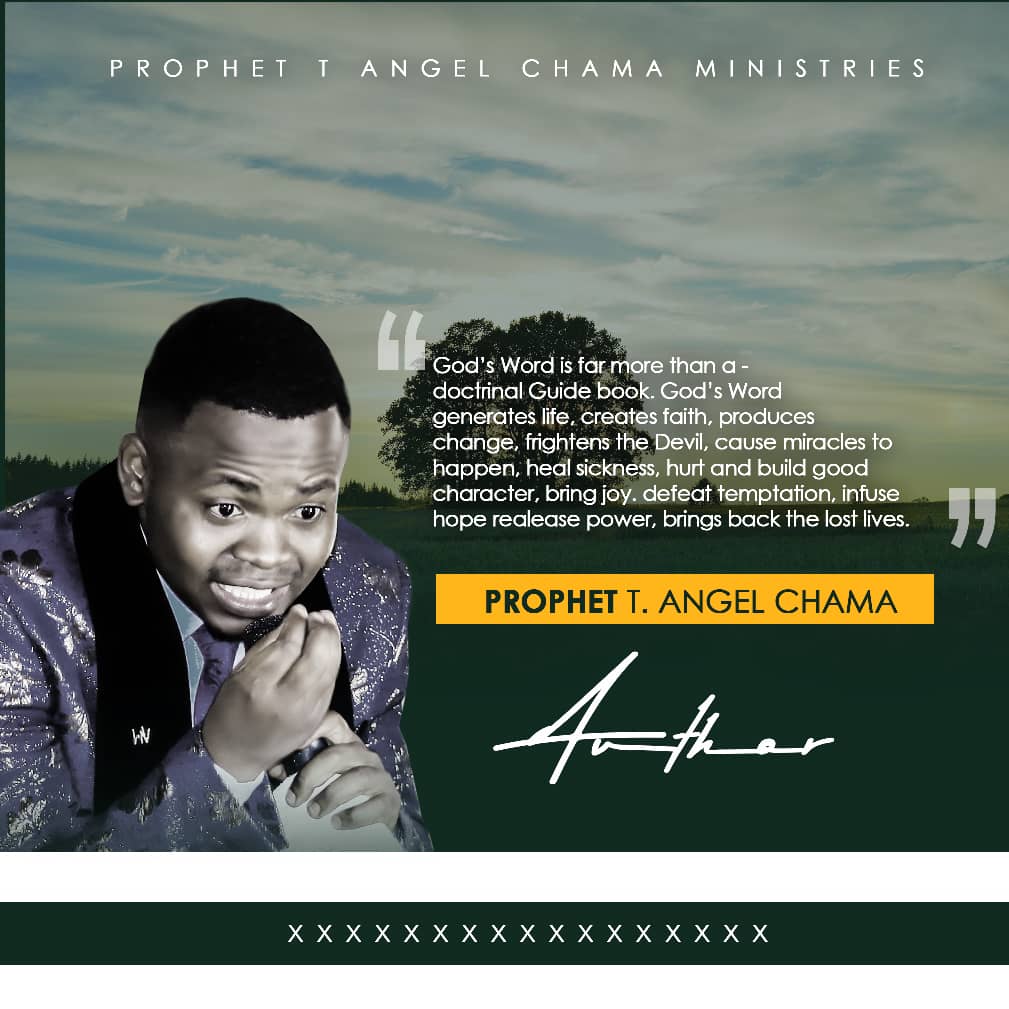 PROPHET T ANGEL CHAMA MINISTRIES
“
God’s Word is far more than a -
doctrinal Guide book. God’s Word
generates life, creates faith, produces
change, frightens the Devil, cause miracles to
happen, heal sickness, hurt and build good
character, bring joy. defeat temptation, infuse
hope realease power, brings back the lost lives.
”
PROPHET T. ANGEL CHAMA
Author
WV
X X X X X X X X X X X X X X X X X